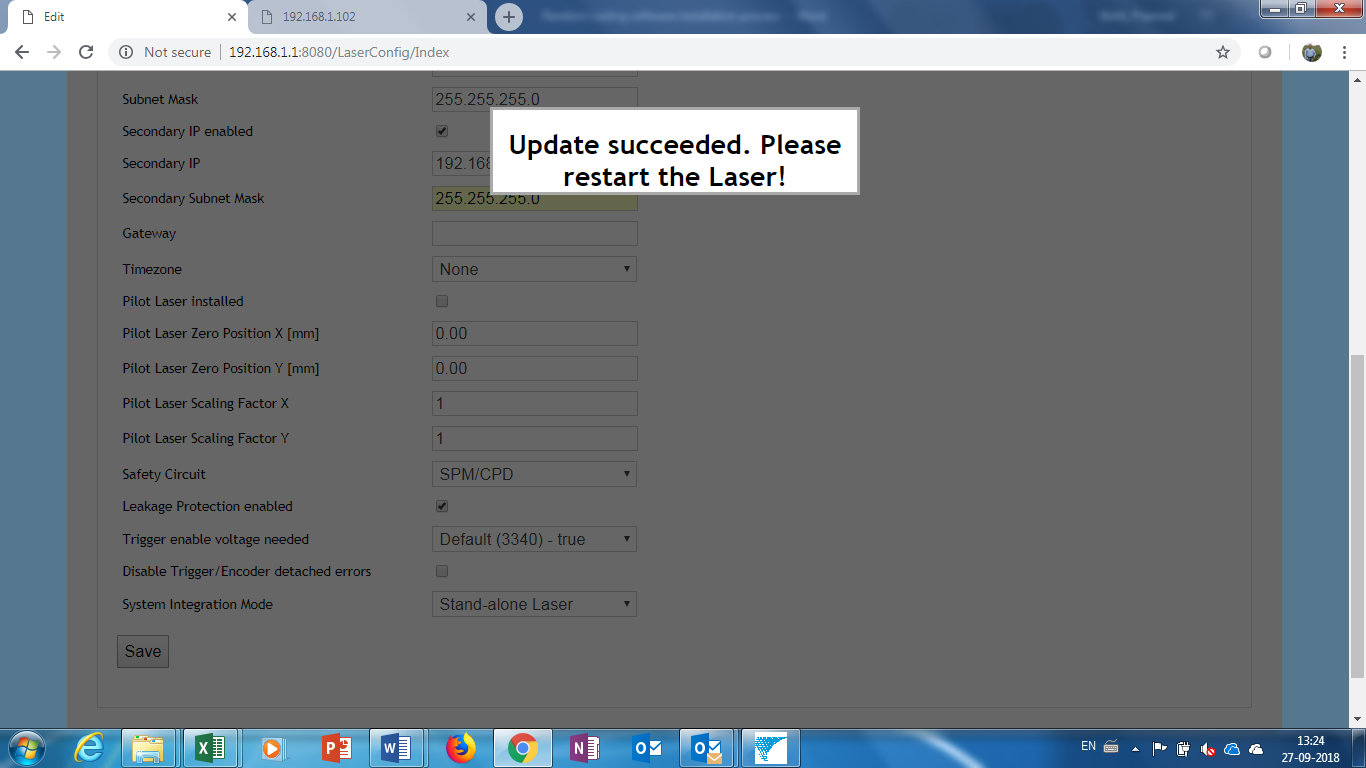 Edit
192.168.1.102
Not secure
192.168.1.1:8080/LaserConfig/Index
Subnet Mask
255.255.255.0
Secondary IP enabled
Update succeeded. Please
restart the Laser!
Secondary IP
192.168
Secondary Subnet Mask
255.255.255.0
Gateway
Timezone
None
Pilot Laser installed
Pilot Laser Zero Position X [mm]
0.00
Pilot Laser Zero Position Y [mm]
0.00
Pilot Laser Scaling Factor X
1
Pilot Laser Scaling Factor Y
1
Safety Circuit
SPM/CPD
Leakage Protection enabled
Trigger enable voltage needed
Default (3340) - true
Disable Trigger/Encoder detached errors
System Integration Mode
Stand-alone Laser
Save
EN
13:24
27-09-2018